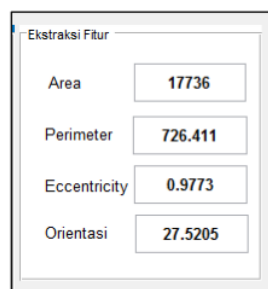 Ekstraksi Fitur
Area 17736
Perimeter 726.411
Eccentricity 0.9773
Orientasi 27.5205